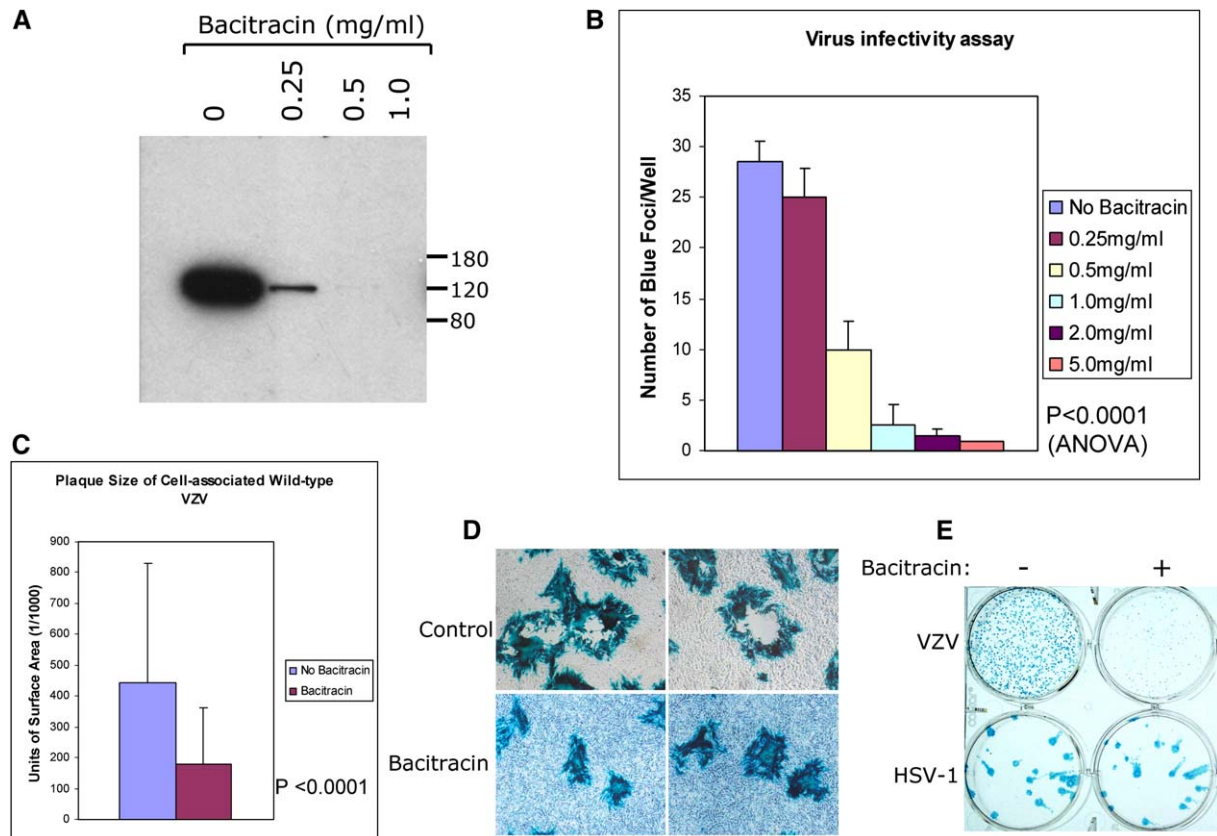 A
Bacitracin (mg/ml)
0
0.25
0.5
1.0
180
120
80
B
Virus infectivity assay
Number of Blue Foci/Well
35
30
25
20
15
10
5
0
No Bacitracin
0.25mg/ml
0.5mg/ml
1.0mg/ml
2.0mg/ml
5.0mg/ml
P<0.0001
(ANOVA)
C
Plaque Size of Cell-associated Wild-type
VZV
Units of Surface Area (1/1000)
900
800
700
600
500
400
300
200
100
0
No Bacitracin
Bacitracin
P <0.0001
D
Control
Bacitracin
E
Bacitracin: - +
VZV
HSV-1